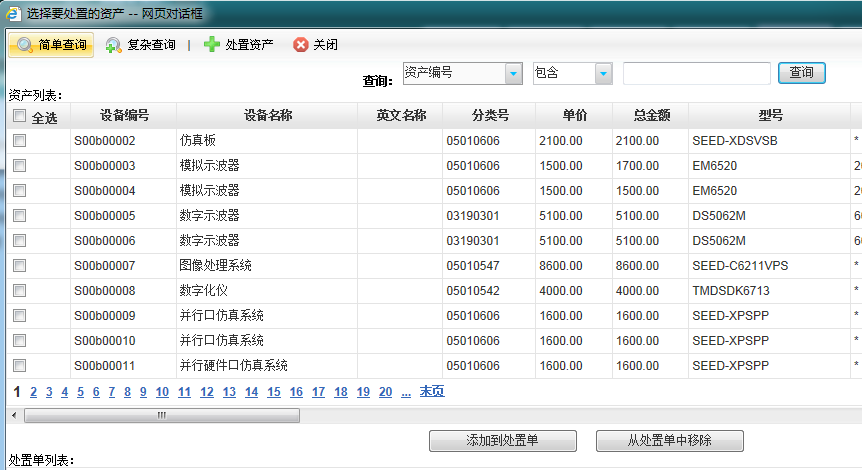 选择要处置的资产 -- 网页对话框
简单查询 复杂查询 | 处置资产 关闭
查询: 资产编号 包含 查询
资产列表:
全选 设备编号 设备名称 英文名称 分类号 单价 总金额 型号
S00b00002 仿真板 05010606 2100.00 2100.00 SEED-XDSVSB *
S00b00003 模拟示波器 05010606 1500.00 1700.00 EM6520
S00b00004 模拟示波器 05010606 1500.00 1500.00 EM6520
S00b00005 数字示波器 03190301 5100.00 5100.00 DS5062M
S00b00006 数字示波器 03190301 5100.00 5100.00 DS5062M
S00b00007 图像处理系统 05010547 8600.00 8600.00 SEED-C6211VPS *
S00b00008 数字化仪 05010542 4000.00 4000.00 TMDSDK6713 *
S00b00009 并行口仿真系统 05010606 1600.00 1600.00 SEED-XPSPP *
S00b00010 并行口仿真系统 05010606 1600.00 1600.00 SEED-XPSPP *
S00b00011 并行硬件口仿真系统 05010606 1600.00 1600.00 SEED-XPSPP *
1 2 3 4 5 6 7 8 9 10 11 12 13 14 15 16 17 18 19 20 ... 末页
添加到处置单 从处置单中移除
处置单列表: